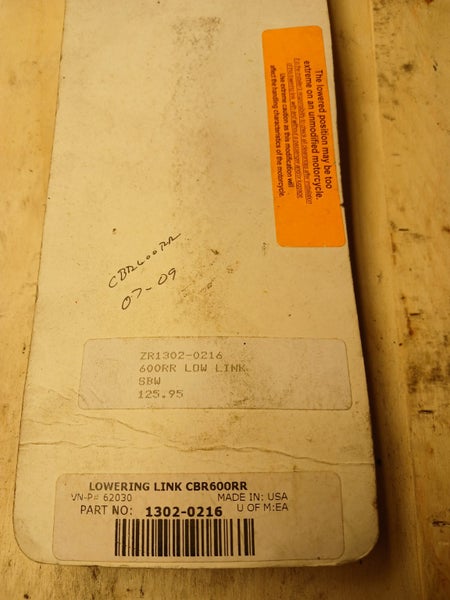 The lowered position may be too
extreme on an unmodified motorcycle.
Use extreme caution as this modification will
affect the handling characteristics of the motorcycle.
CBR600RR
07-09
ZR1302-0216
600RR LOW LINK
SBW
125.95
LOWERING LINK CBR600RR
VN-P# 62030 MADE IN: USA
PART NO: 1302-0216 U OF M:EA